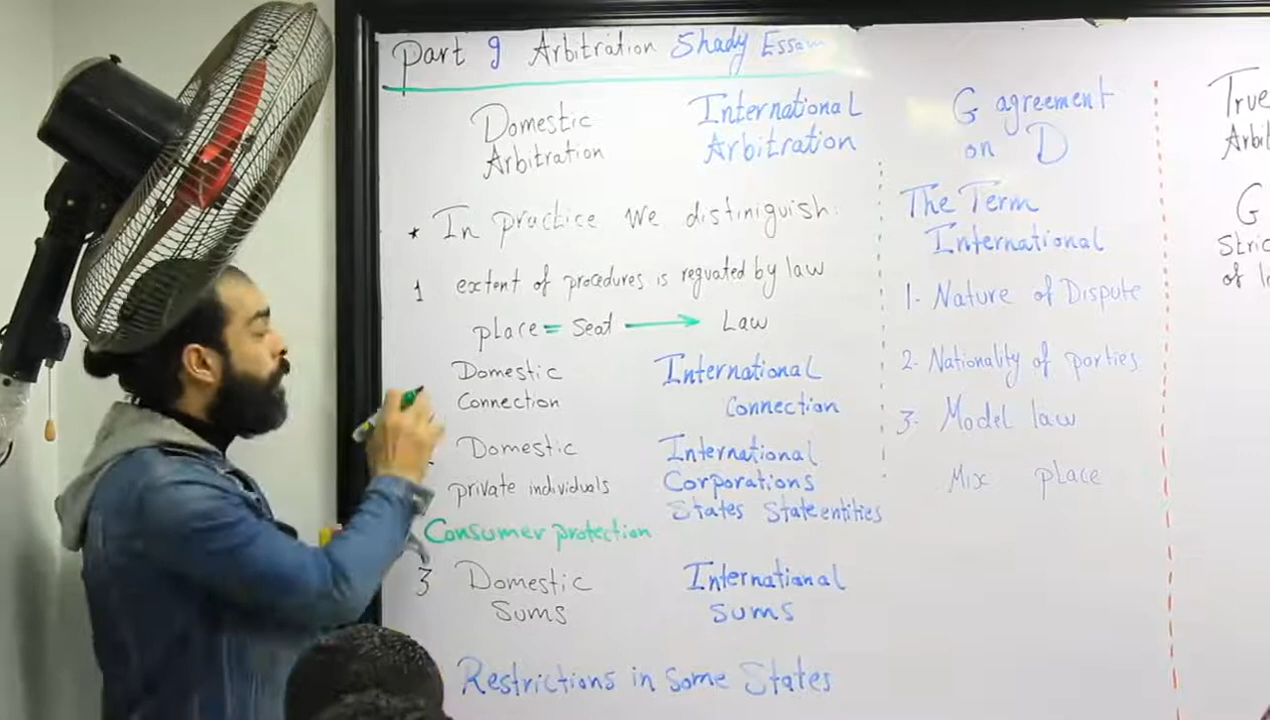 Part 9 Arbitration Shady Essam
Domestic
Arbitration
International
Arbitration
* In practice we distinguish:
1 extent of procedures is reguated by law
place = Seat → Law
Domestic
Connection
International
Connection
Domestic
private individuals
International
Corporations
States State entities
Consumer protection
3 Domestic
Sums
International
Sums
Restrictions in Some States
G agreement
on D
The Term
International
1. Nature of Dispute
2. Nationality of parties
3. Model law
Mix place
True
G
of